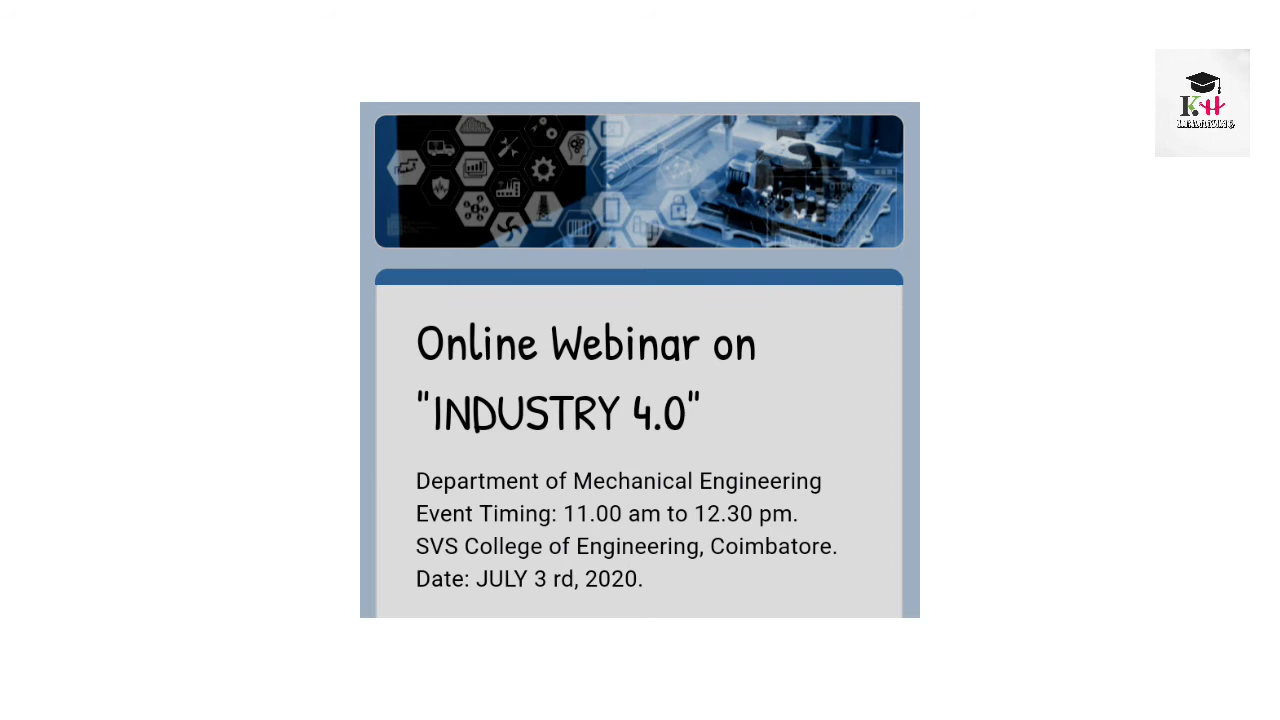 Online Webinar on
"INDUSTRY 4.0"
Department of Mechanical Engineering
Event Timing: 11.00 am to 12.30 pm.
SVS College of Engineering, Coimbatore.
Date: JULY 3 rd, 2020.
KH